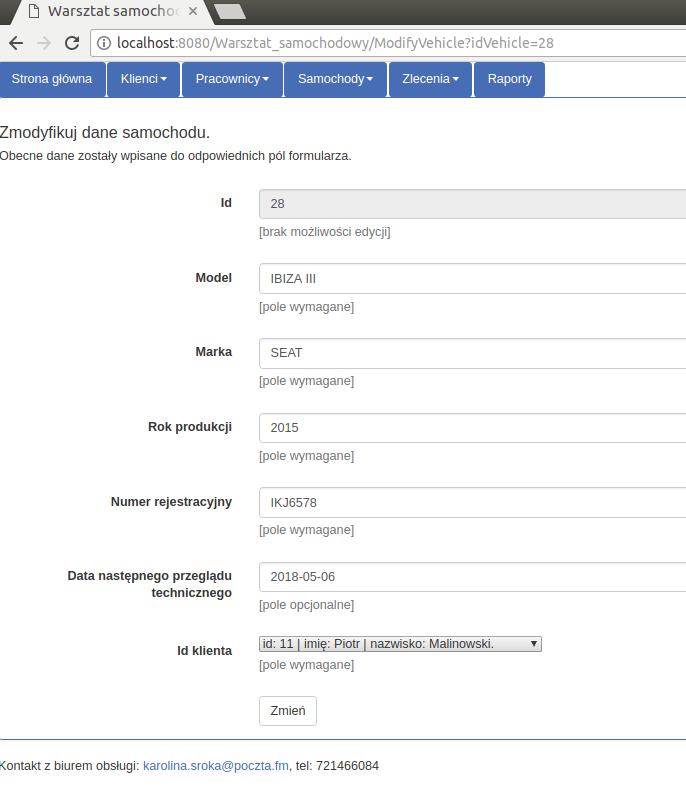 Warsztat samochod
localhost:8080/Warsztat_samochodowy/ModifyVehicle?idVehicle=28
Strona główna Klienci Pracownicy Samochody Zlecenia Raporty
Zmodyfikuj dane samochodu.
Obecne dane zostały wpisane do odpowiednich pól formularza.
Id 28
[brak możliwości edycji]
Model IBIZA III
[pole wymagane]
Marka SEAT
[pole wymagane]
Rok produkcji 2015
[pole wymagane]
Numer rejestracyjny IKJ6578
[pole wymagane]
Data następnego przeglądu
technicznego
2018-05-06
[pole opcjonalne]
Id klienta id: 11 | imię: Piotr | nazwisko: Malinowski.
[pole wymagane]
Zmień
Kontakt z biurem obsługi: karolina.sroka@poczta.fm, tel: 721466084